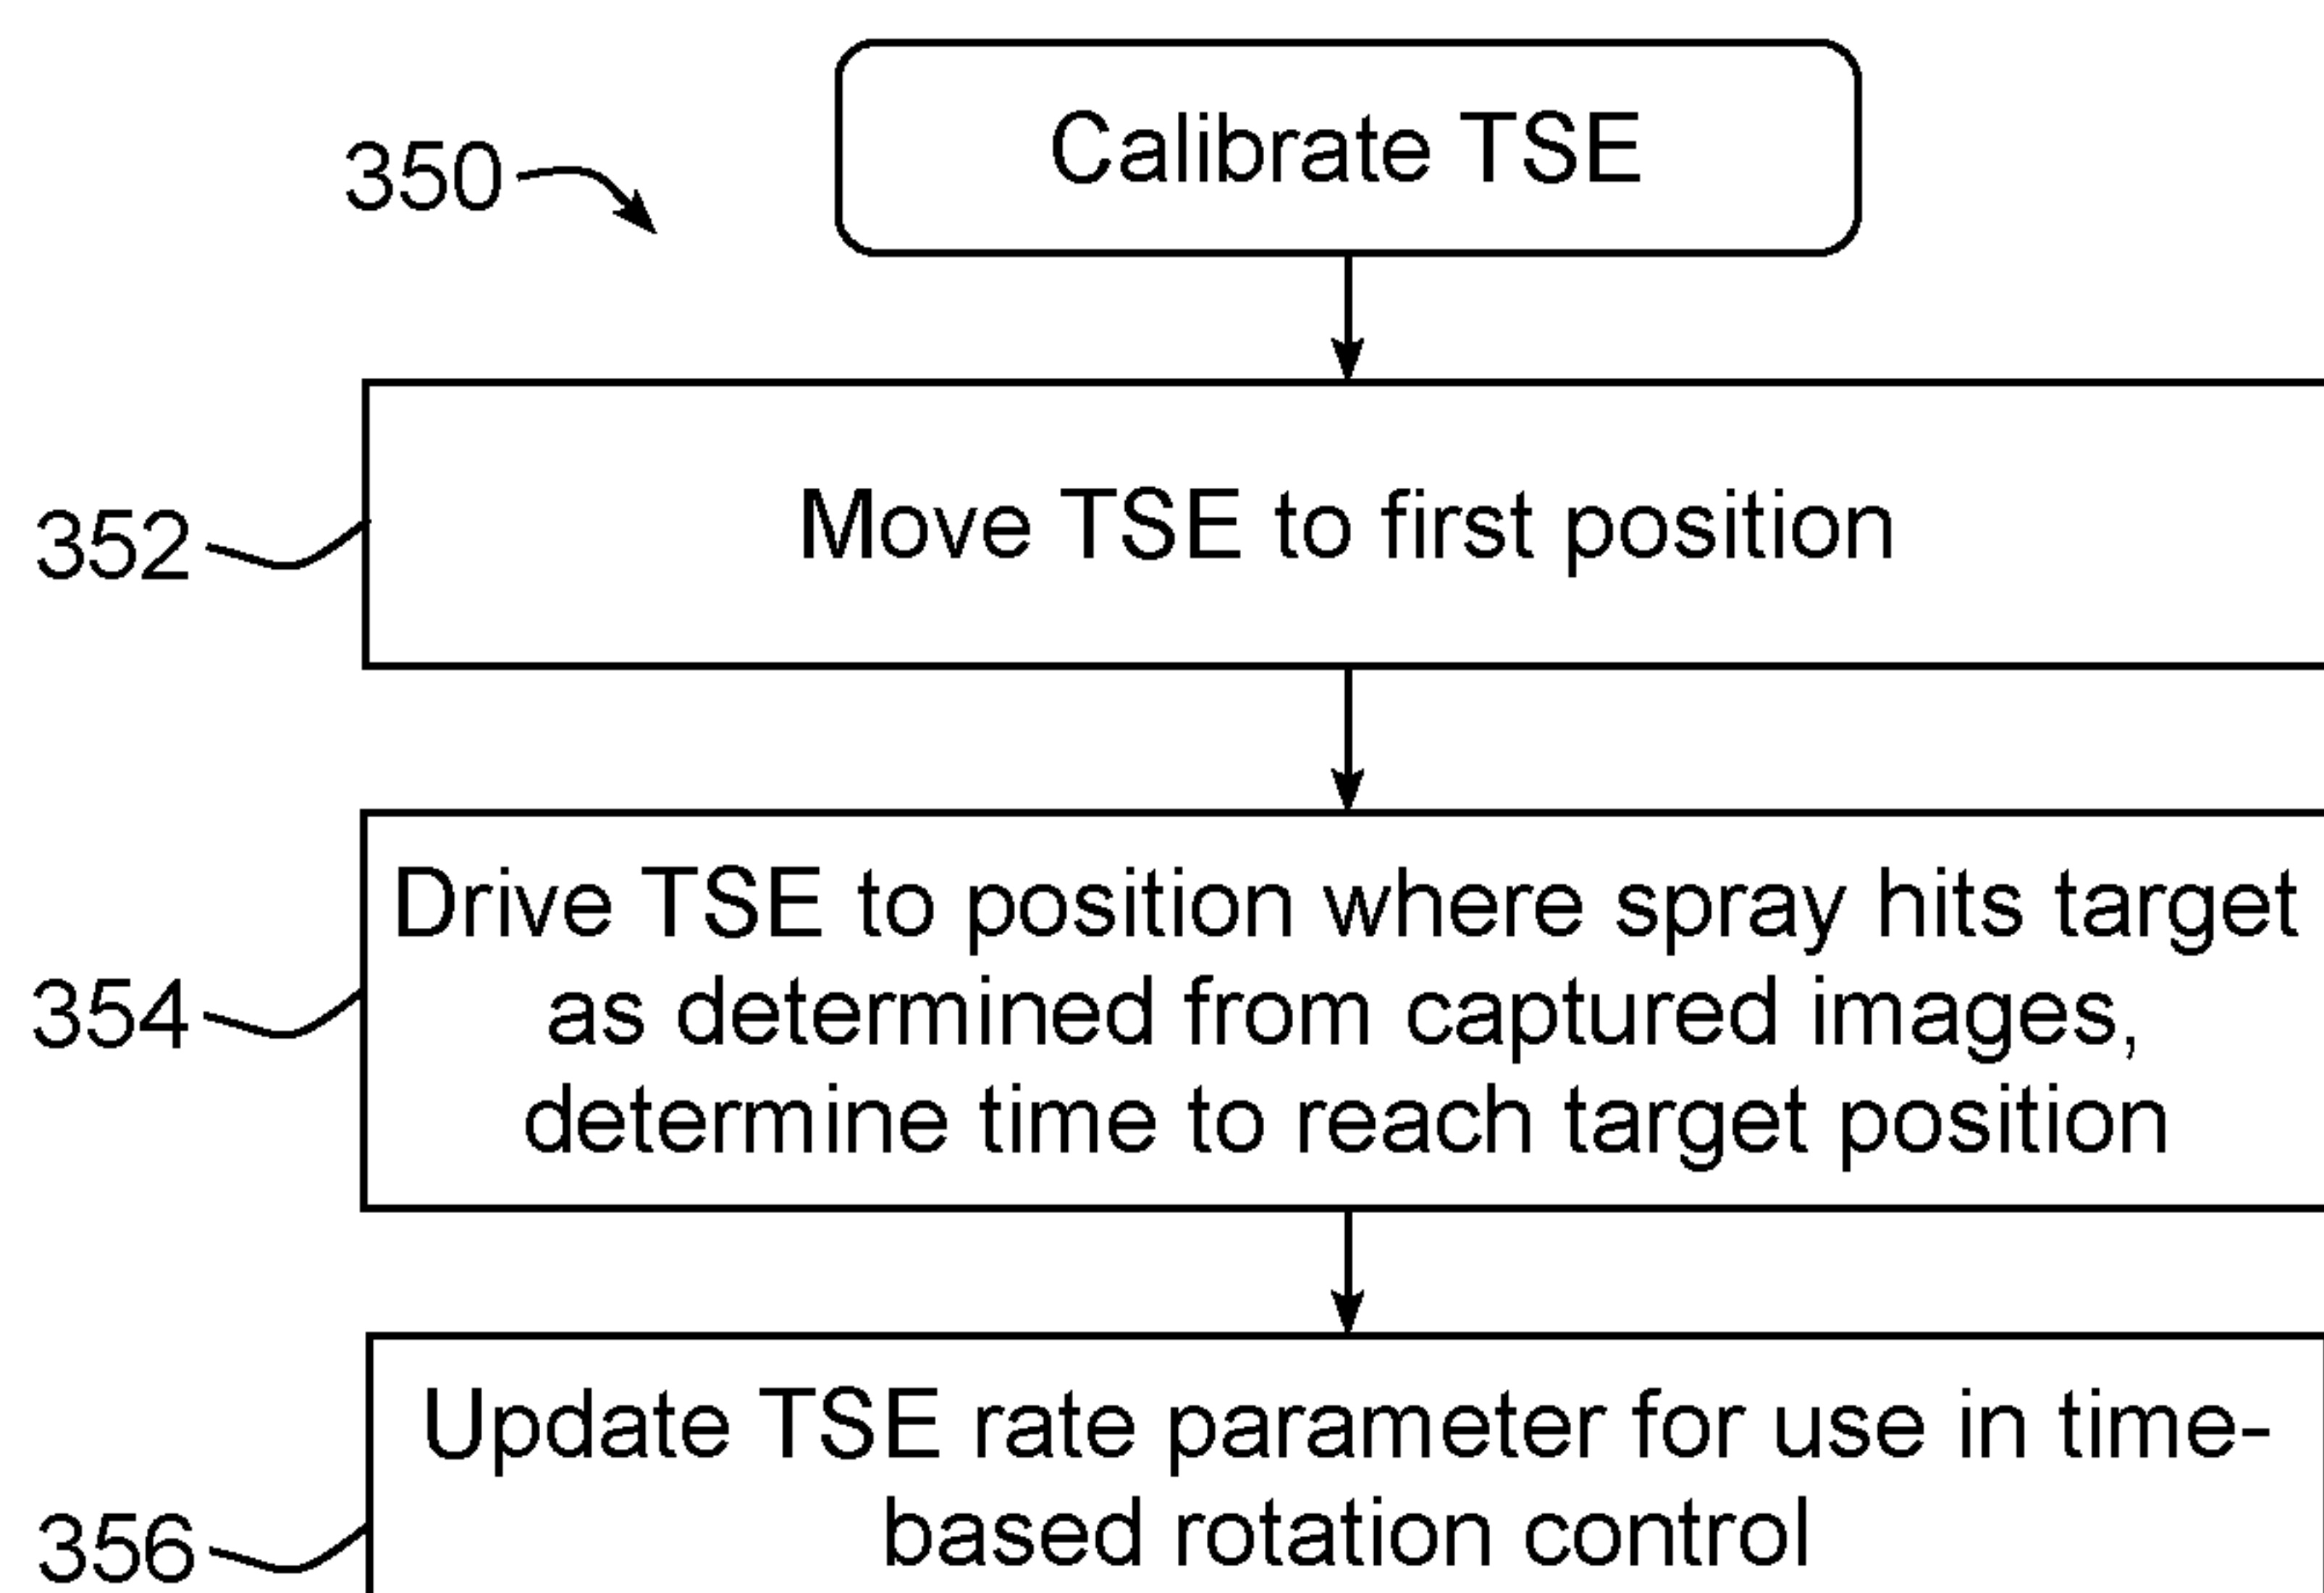 Calibrate TSE
350
Move TSE to first position
352
Drive TSE to position where spray hits target
as determined from captured images,
determine time to reach target position
354
Update TSE rate parameter for use in time-
based rotation control
356